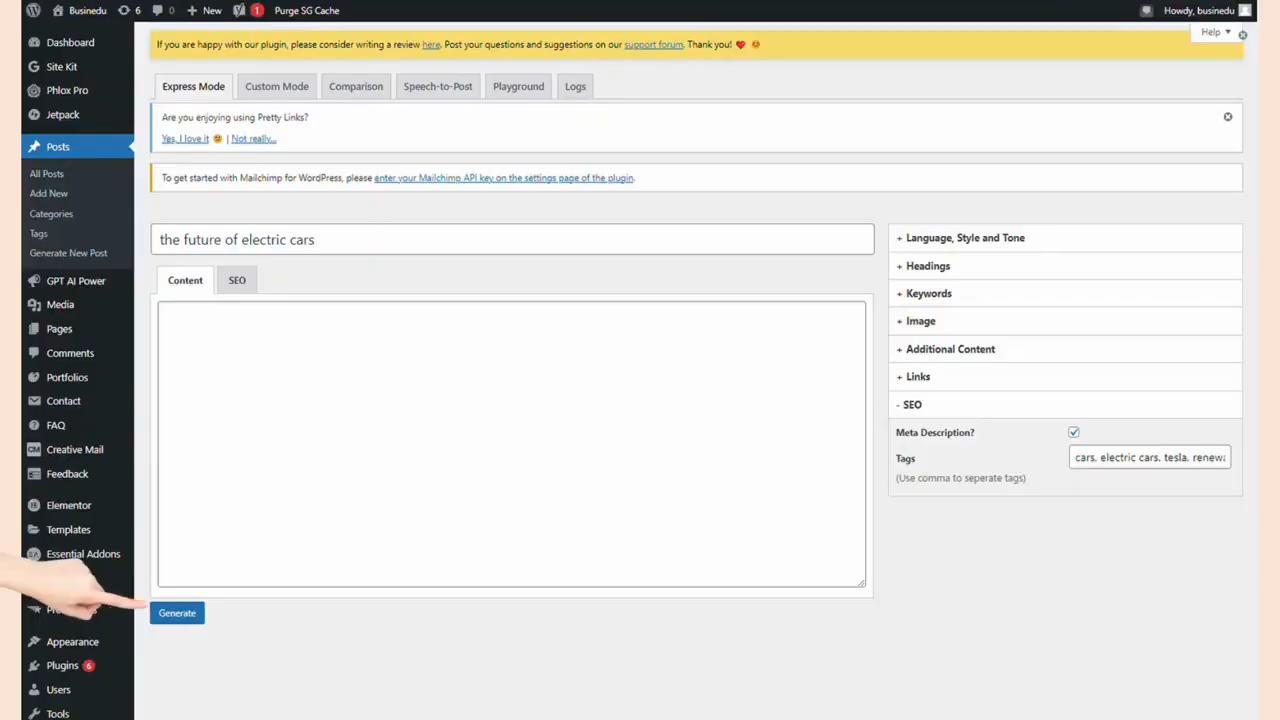 Businedu 6 0 New 1 Purge SG Cache Howdy, businedu
Dashboard
Site Kit
Phlox Pro
Jetpack
Posts
All Posts
Add New
Categories
Tags
Generate New Post
GPT AI Power
Media
Pages
Comments
Portfolios
Contact
FAQ
CM Creative Mail
Feedback
Elementor
Templates
EA Essential Addons
Appearance
Plugins 6
Users
Tools
Help ▼
If you are happy with our plugin, please consider writing a review here. Post your questions and suggestions on our support forum. Thank you!
Express Mode Custom Mode Comparison Speech-to-Post Playground Logs
Are you enjoying using Pretty Links?
Yes, I love it | Not really...
To get started with Mailchimp for WordPress, please enter your Mailchimp API key on the settings page of the plugin.
the future of electric cars
Content SEO
Generate
+ Language, Style and Tone
+ Headings
+ Keywords
+ Image
+ Additional Content
+ Links
- SEO
Meta Description?
Tags cars, electric cars, tesla, renewa
(Use comma to seperate tags)